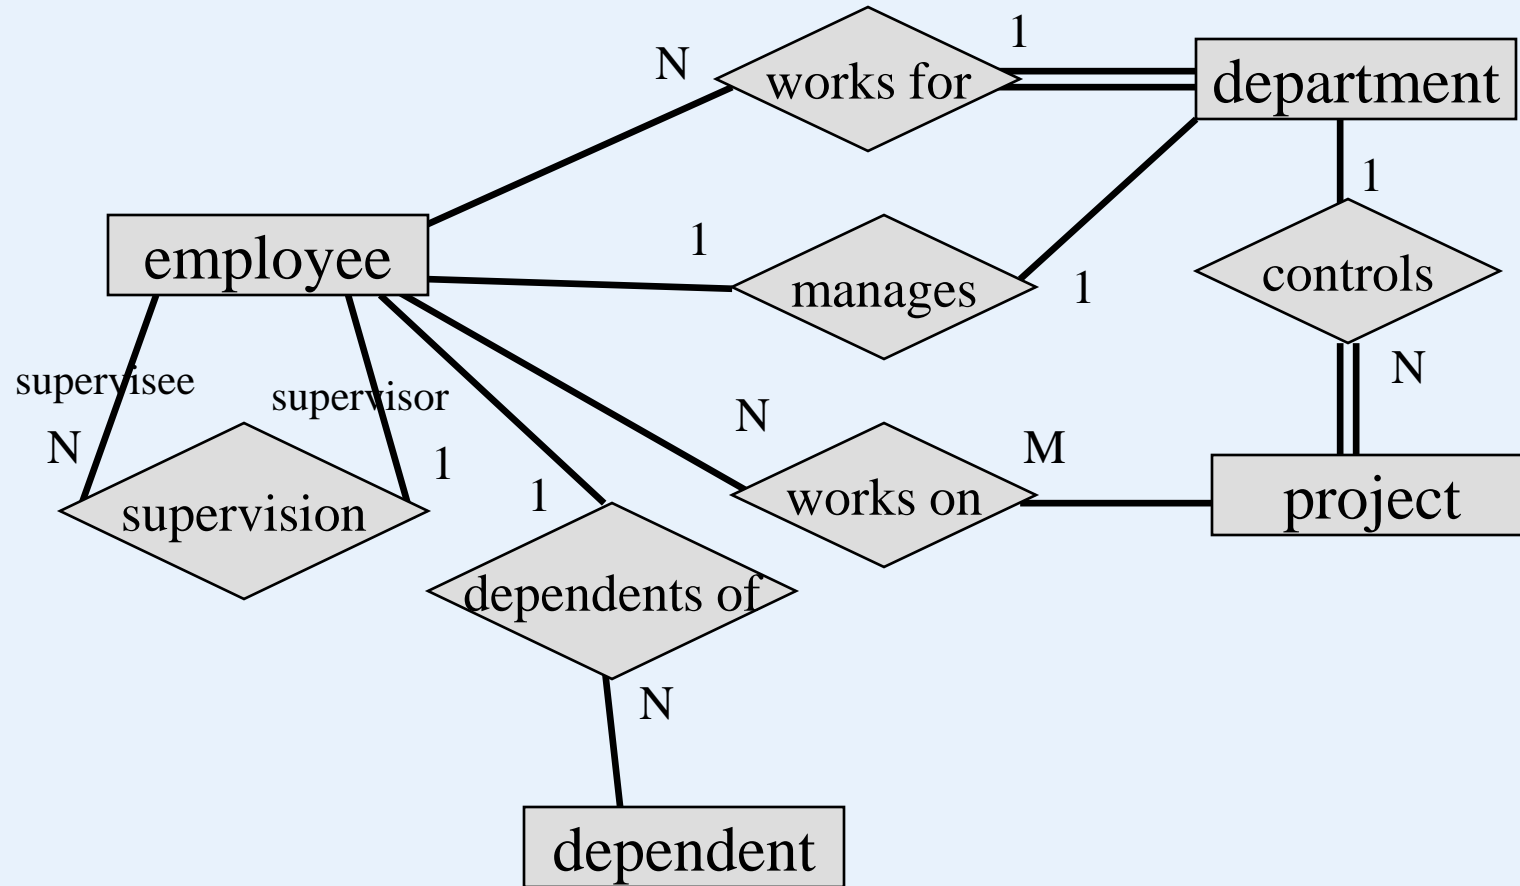 1
N
works for
department
1
1
employee
manages
1
controls
N
supervisee
supervisor
N
N
M
1
1
supervision
works on
project
dependents of
N
dependent